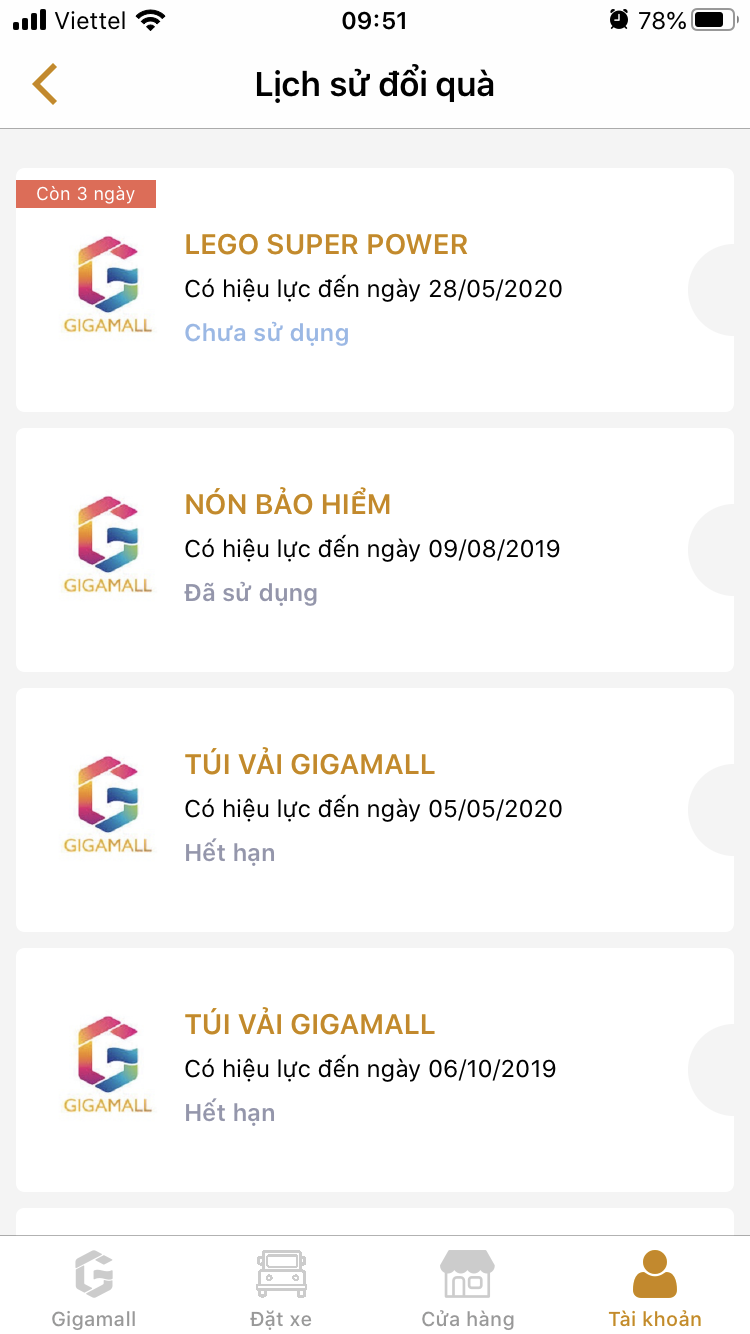 Viettel 09:51 78%
Lịch sử đổi quà
Còn 3 ngày
LEGO SUPER POWER
Có hiệu lực đến ngày 28/05/2020
GIGAMALL
Chưa sử dụng
NÓN BẢO HIỂM
Có hiệu lực đến ngày 09/08/2019
GIGAMALL
Đã sử dụng
TÚI VẢI GIGAMALL
Có hiệu lực đến ngày 05/05/2020
GIGAMALL
Hết hạn
TÚI VẢI GIGAMALL
Có hiệu lực đến ngày 06/10/2019
GIGAMALL
Hết hạn
Gigamall Đặt xe Cửa hàng Tài khoản